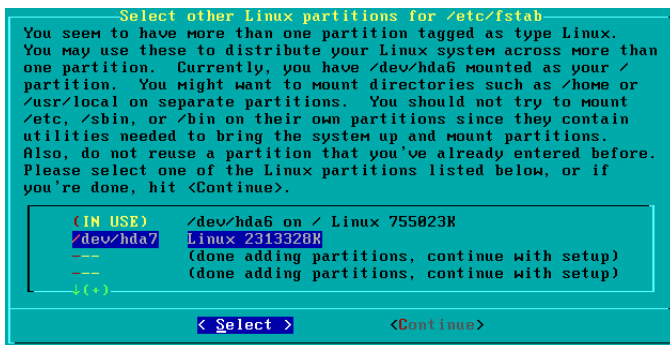 Select other Linux partitions for /etc/fstab
You seem to have more than one partition tagged as type Linux.
You may use these to distribute your Linux system across more than
one partition.  Currently, you have /dev/hda6 mounted as your /
partition.  You might want to mount directories such as /home or
/usr/local on separate partitions.  You should not try to mount
/etc, /sbin, or /bin on their own partitions since they contain
utilities needed to bring the system up and mount partitions.
Also, do not reuse a partition that you've already entered before.
Please select one of the Linux partitions listed below, or if
you're done, hit <Continue>.
(IN USE) /dev/hda6 on / Linux 755023K
/dev/hda7 Linux 2313328K
--- (done adding partitions, continue with setup)
--- (done adding partitions, continue with setup)
↓(+)
< Select > <Continue>